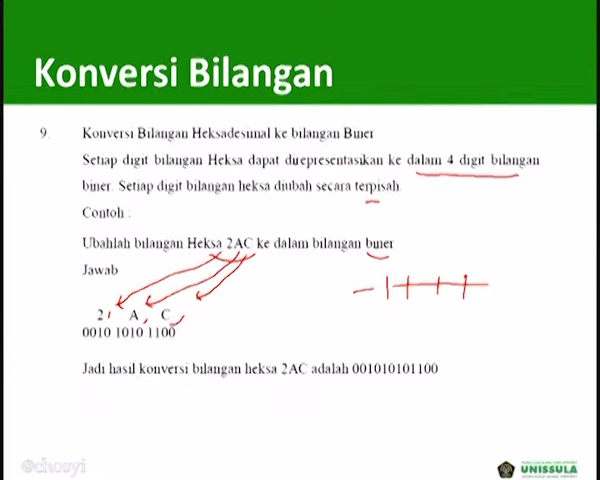 Konversi Bilangan
9. Konversi Bilangan Heksadesimal ke bilangan Biner
Setiap digit bilangan Heksa dapat direpresentasikan ke dalam 4 digit bilangan
biner. Setiap digit bilangan heksa diubah secara terpisah
Contoh :
Ubahlah bilangan Heksa 2AC ke dalam bilangan biner
Jawab
2 A C
0010 1010 1100
Jadi hasil konversi bilangan heksa 2AC adalah 001010101100
@chosyi
UNISSULA